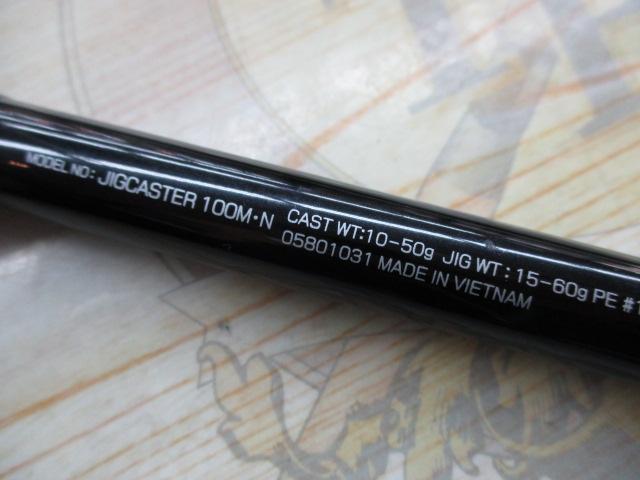 MODEL NO: JIGCASTER 100M·N CAST WT:10-50g JIG WT : 15-60g PE
05801031 MADE IN VIETNAM